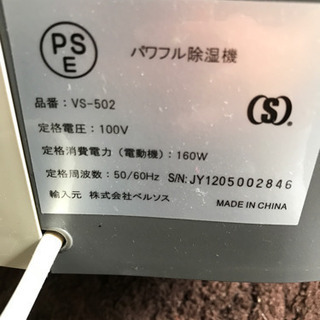 PS
E
パワフル除湿機
品番：VS-502
(S)
定格電圧：100V
定格消費電力（電動機）：160W
定格周波数：50/60Hz S/N:JY1205002846
輸入元 株式会社ベルソス
MADE IN CHINA